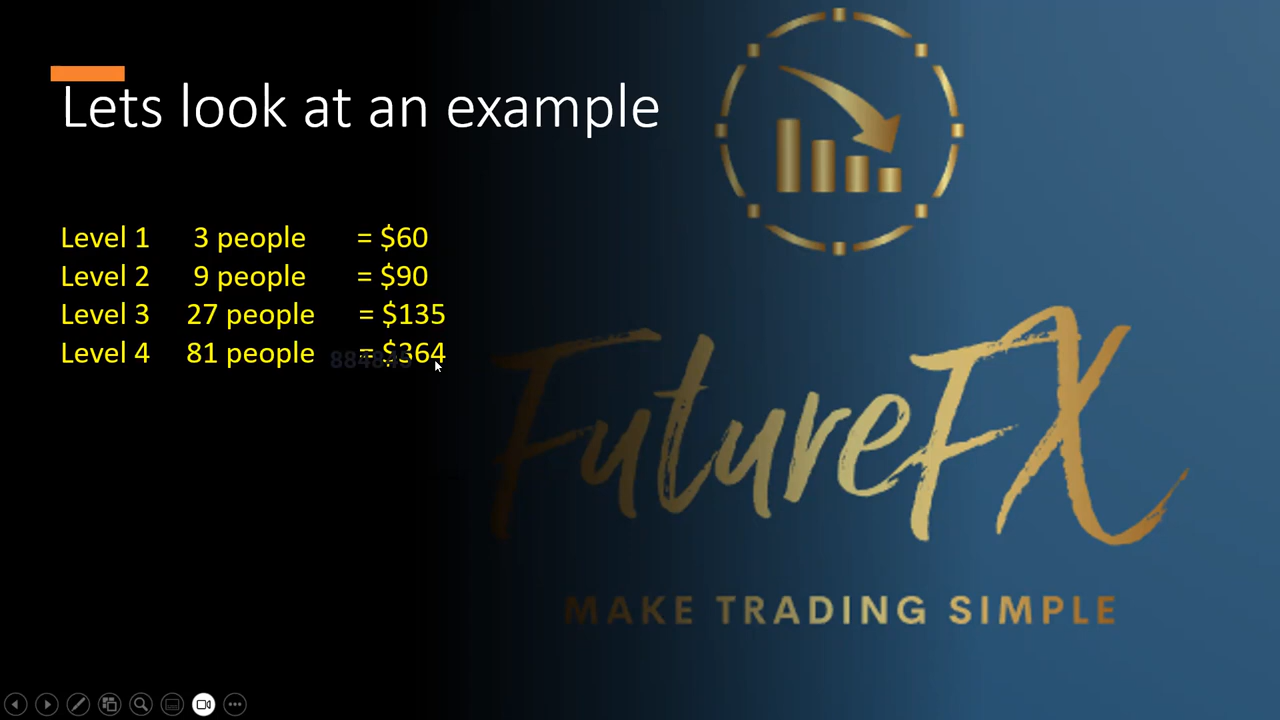 Lets look at an example
Level 1 3 people = $60
Level 2 9 people = $90
Level 3 27 people = $135
Level 4 81 people = $364
FutureFX
MAKE TRADING SIMPLE